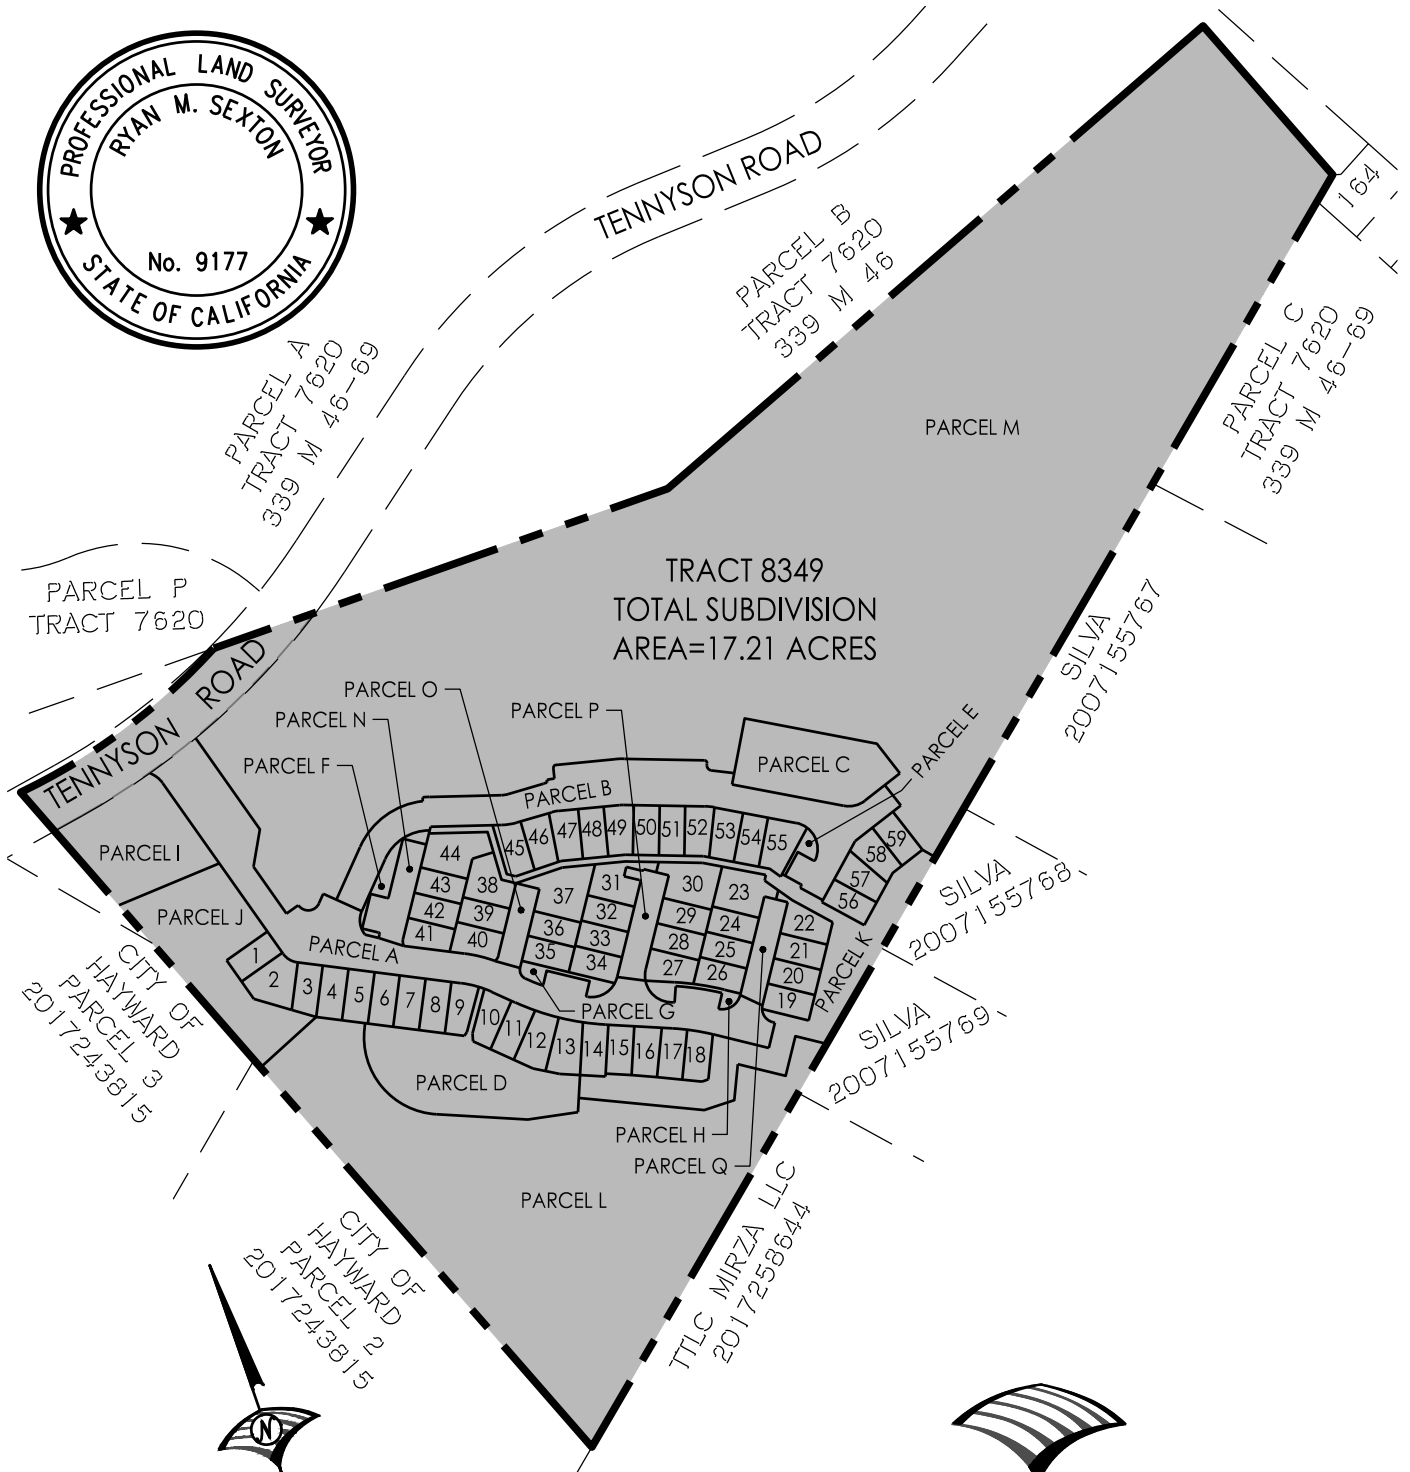 PROFESSIONAL LAND SURVEYOR
RYAN M. SEXTON
No. 9177
STATE OF CALIFORNIA
TENNYSON ROAD
164
PARCEL B
TRACT 7620
339 M 46
PARCEL A
TRACT 7620
339 M 46-69
PARCEL C
TRACT 7620
339 M 46-69
PARCEL M
PARCEL P
TRACT 7620
TRACT 8349
TOTAL SUBDIVISION
AREA=17.21 ACRES
SILVA
2007155767
TENNYSON ROAD
PARCEL O
PARCEL N
PARCEL P
PARCEL F
PARCEL E
PARCEL C
PARCEL B
PARCEL I
PARCEL J
PARCEL A
44
45
46
47
48
49
50
51
52
53
54
55
59
58
57
56
43
42
41
38
39
40
37
36
35
31
32
33
34
30
29
28
27
23
24
25
26
22
21
20
19
PARCEL K
1
2
3
4
5
6
7
8
9
10
11
12
13
14
15
16
17
18
PARCEL G
PARCEL D
PARCEL H
PARCEL Q
PARCEL L
SILVA
2007155768
SILVA
2007155769
CITY OF
HAYWARD
PARCEL 3
2017243815
CITY OF
HAYWARD
PARCEL 2
2017243815
TTLC MIRZA LLC
2017258644
N